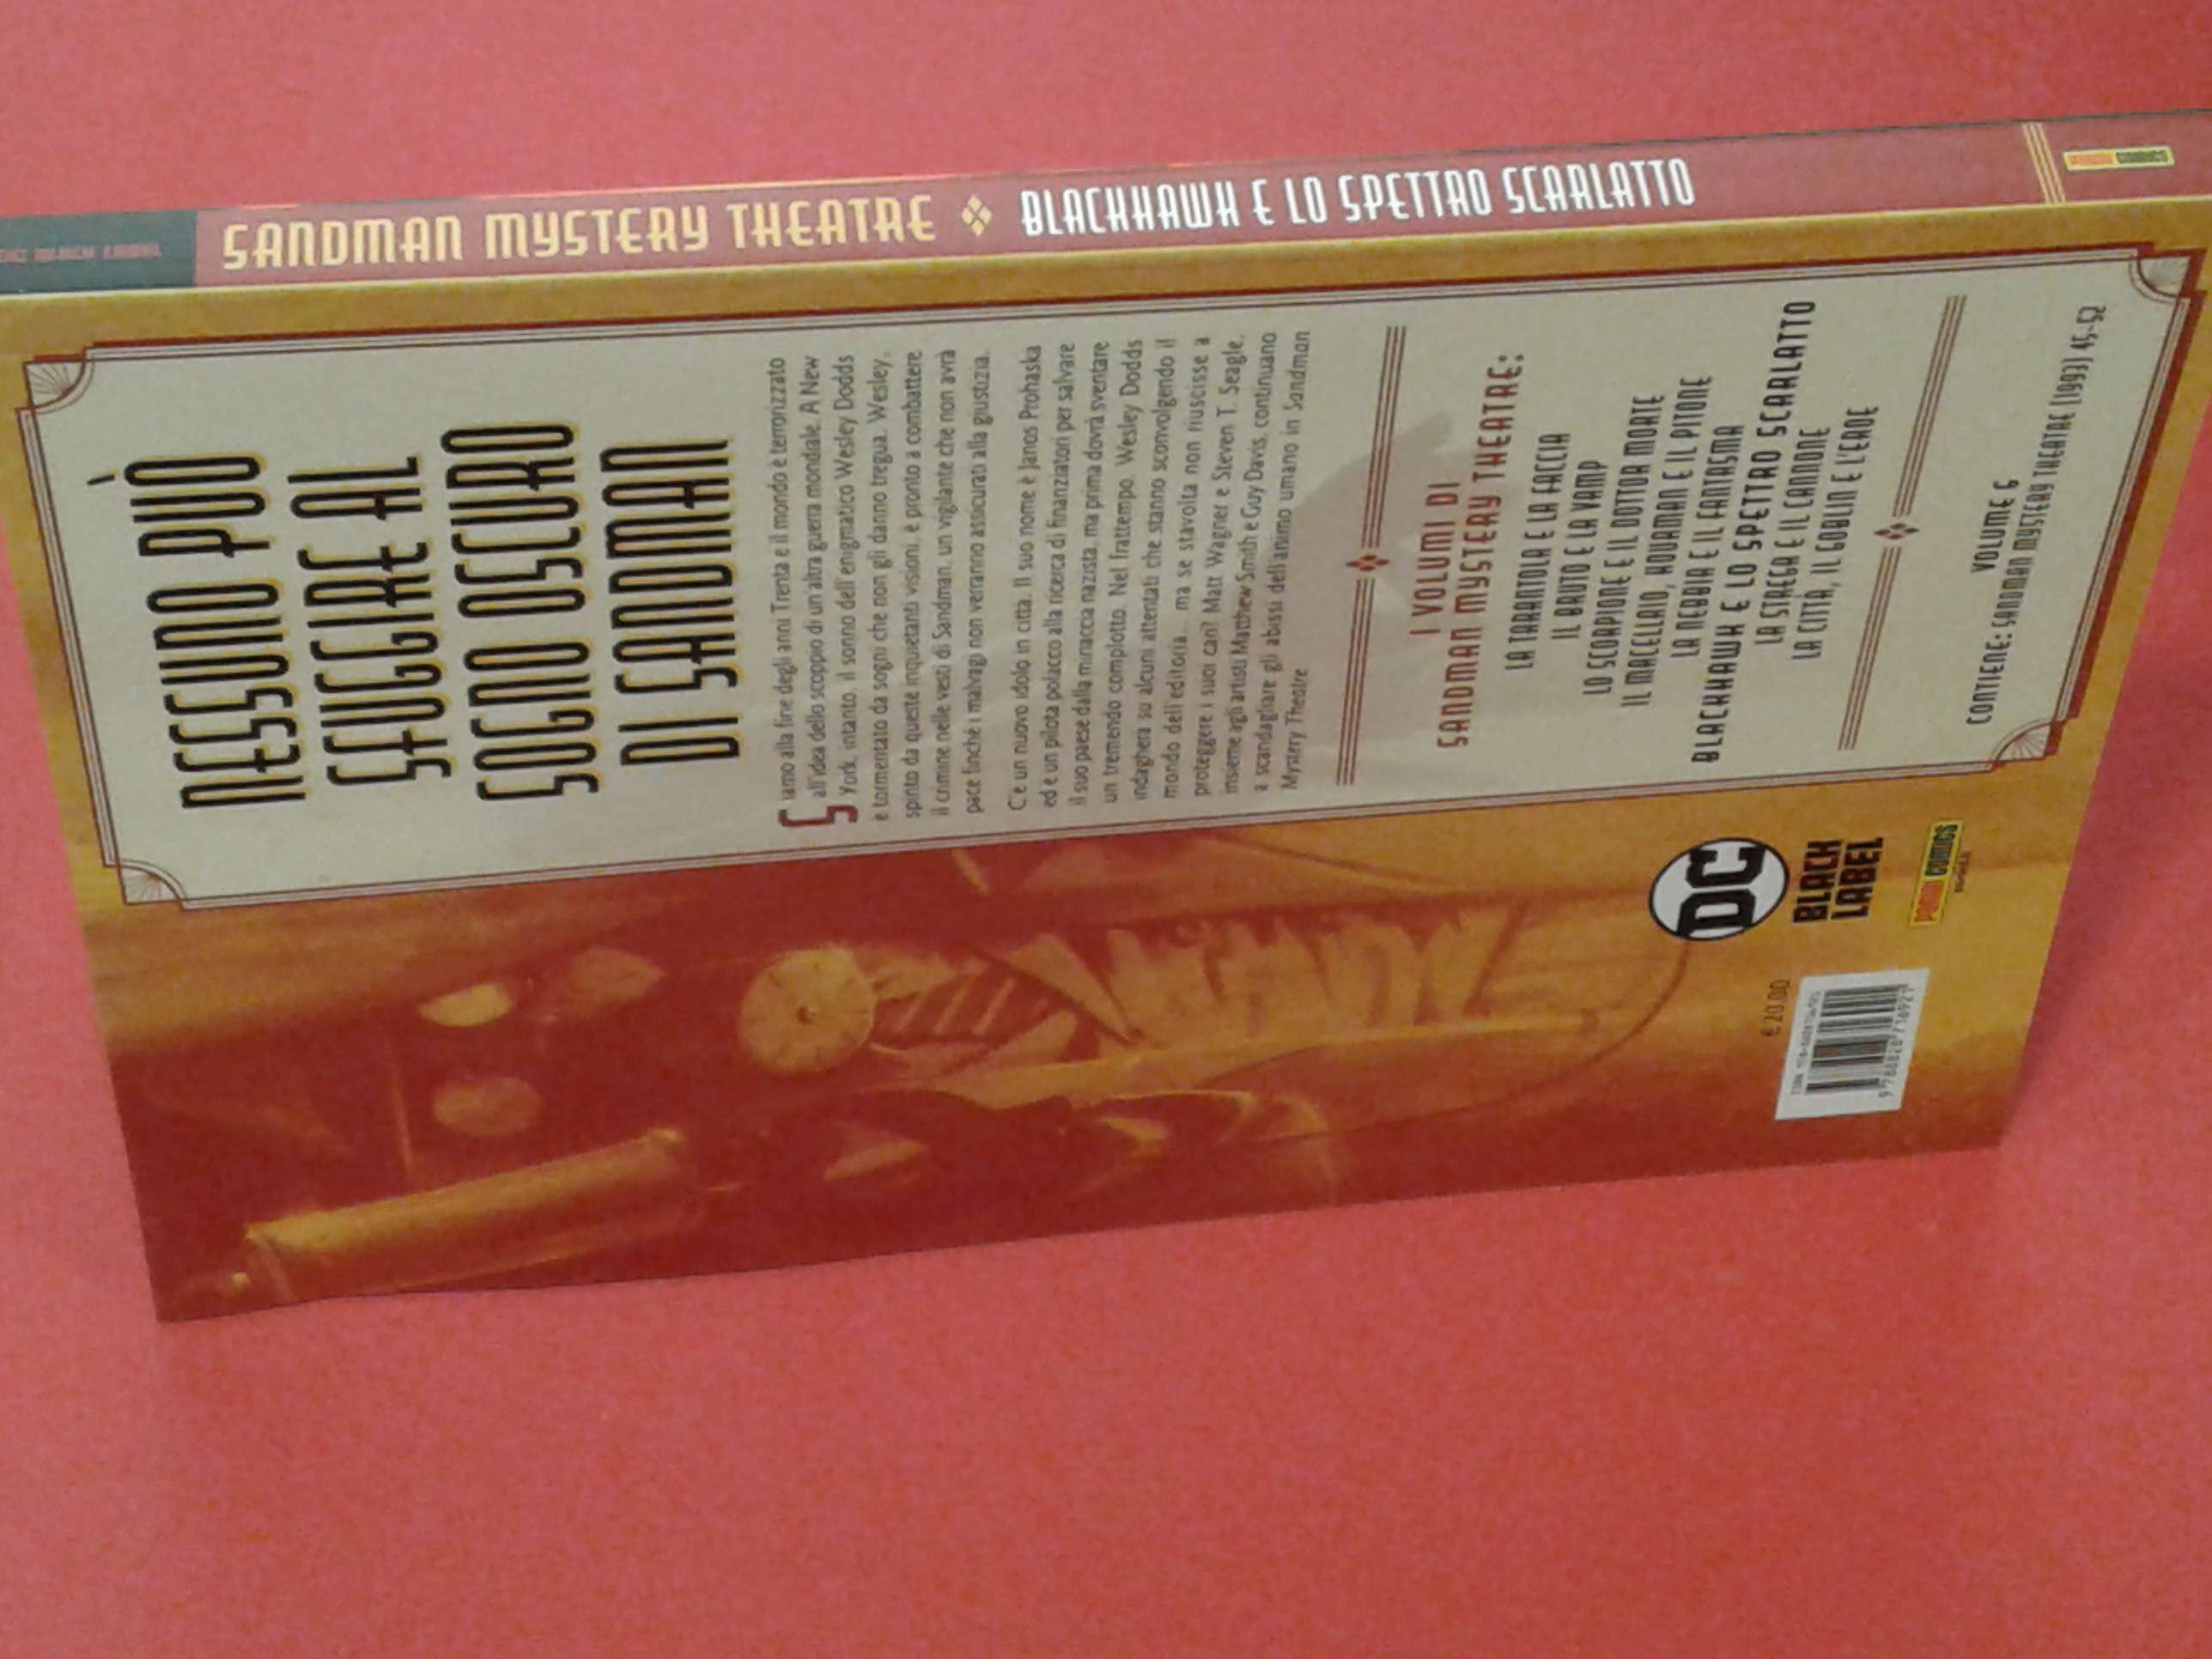 DC BLACK LABEL
SANDMAN MYSTERY THEATRE
BLACKHAWK E LO SPETTRO SCARLATTO
PANINI COMICS
NESSUNO PUÒ
SFUGGIRE AL
SOGNO OSCURO
DI SANDMAN
Siamo alla fine degli anni Trenta e il mondo è terrorizzato
all'idea dello scoppio di un'altra guerra mondiale. A New
York, intanto, il sonno dell'enigmatico Wesley Dodds
è tormentato da sogni che non gli danno tregua. Wesley,
spinto da queste inquietanti visioni, è pronto a combattere
il crimine nelle vesti di Sandman, un vigilante che non avrà
pace finché i malvagi non verranno assicurati alla giustizia.
C'è un nuovo idolo in città. Il suo nome è Janos Prohaska
ed è un pilota polacco alla ricerca di finanziatori per salvare
il suo paese dalla minaccia nazista, ma prima dovrà sventare
un tremendo complotto. Nel frattempo, Wesley Dodds
indagherà su alcuni attentati che stanno sconvolgendo il
mondo dell'editoria... ma se stavolta non riuscisse a
proteggere i suoi cari? Matt Wagner e Steven T. Seagle,
insieme agli artisti Matthew Smith e Guy Davis, continuano
a scandagliare gli abissi dell'animo umano in Sandman
Mystery Theatre
I VOLUMI DI
SANDMAN MYSTERY THEATRE:
LA TARANTOLA E LA FACCIA
IL BRUTO E LA VAMP
LO SCORPIONE E IL DOTTOR MORTE
IL MACELLAIO, HOURMAN E IL PITONE
LA NEBBIA E IL FANTASMA
BLACKHAWK E LO SPETTRO SCARLATTO
LA STREGA E IL CANNONE
LA CITTÀ, IL GOBLIN E L'EROE
VOLUME 6
CONTIENE: SANDMAN MYSTERY THEATRE (1993) 45-52
DC
BLACK
LABEL
PANINI COMICS
€ 20,00